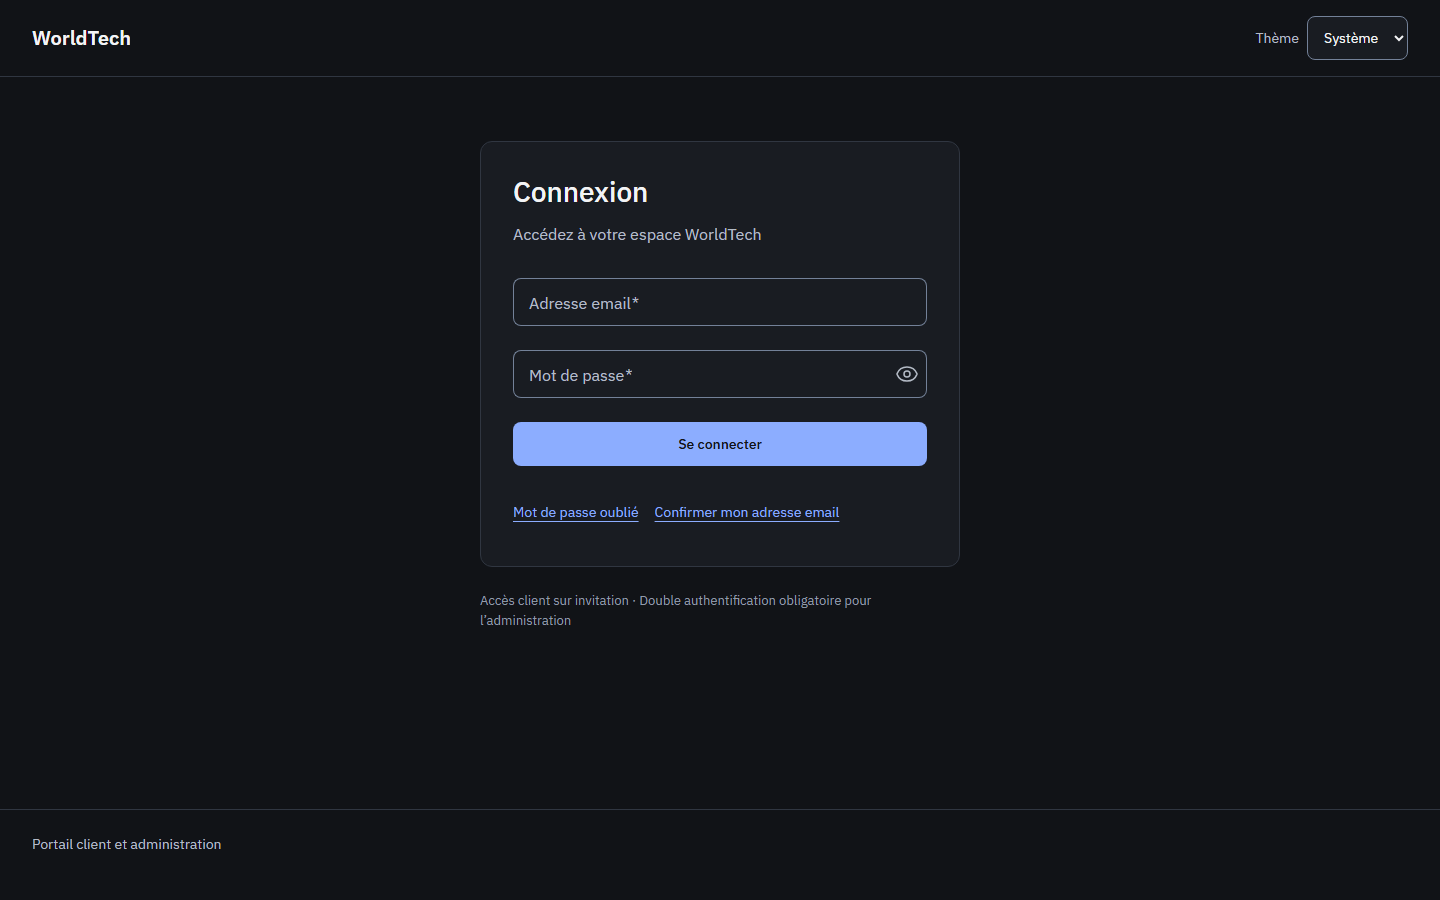 WorldTech
Thème
Système
Connexion
Accédez à votre espace WorldTech
Adresse email*
Mot de passe*
Se connecter
Mot de passe oublié
Confirmer mon adresse email
Accès client sur invitation · Double authentification obligatoire pour
l’administration
Portail client et administration